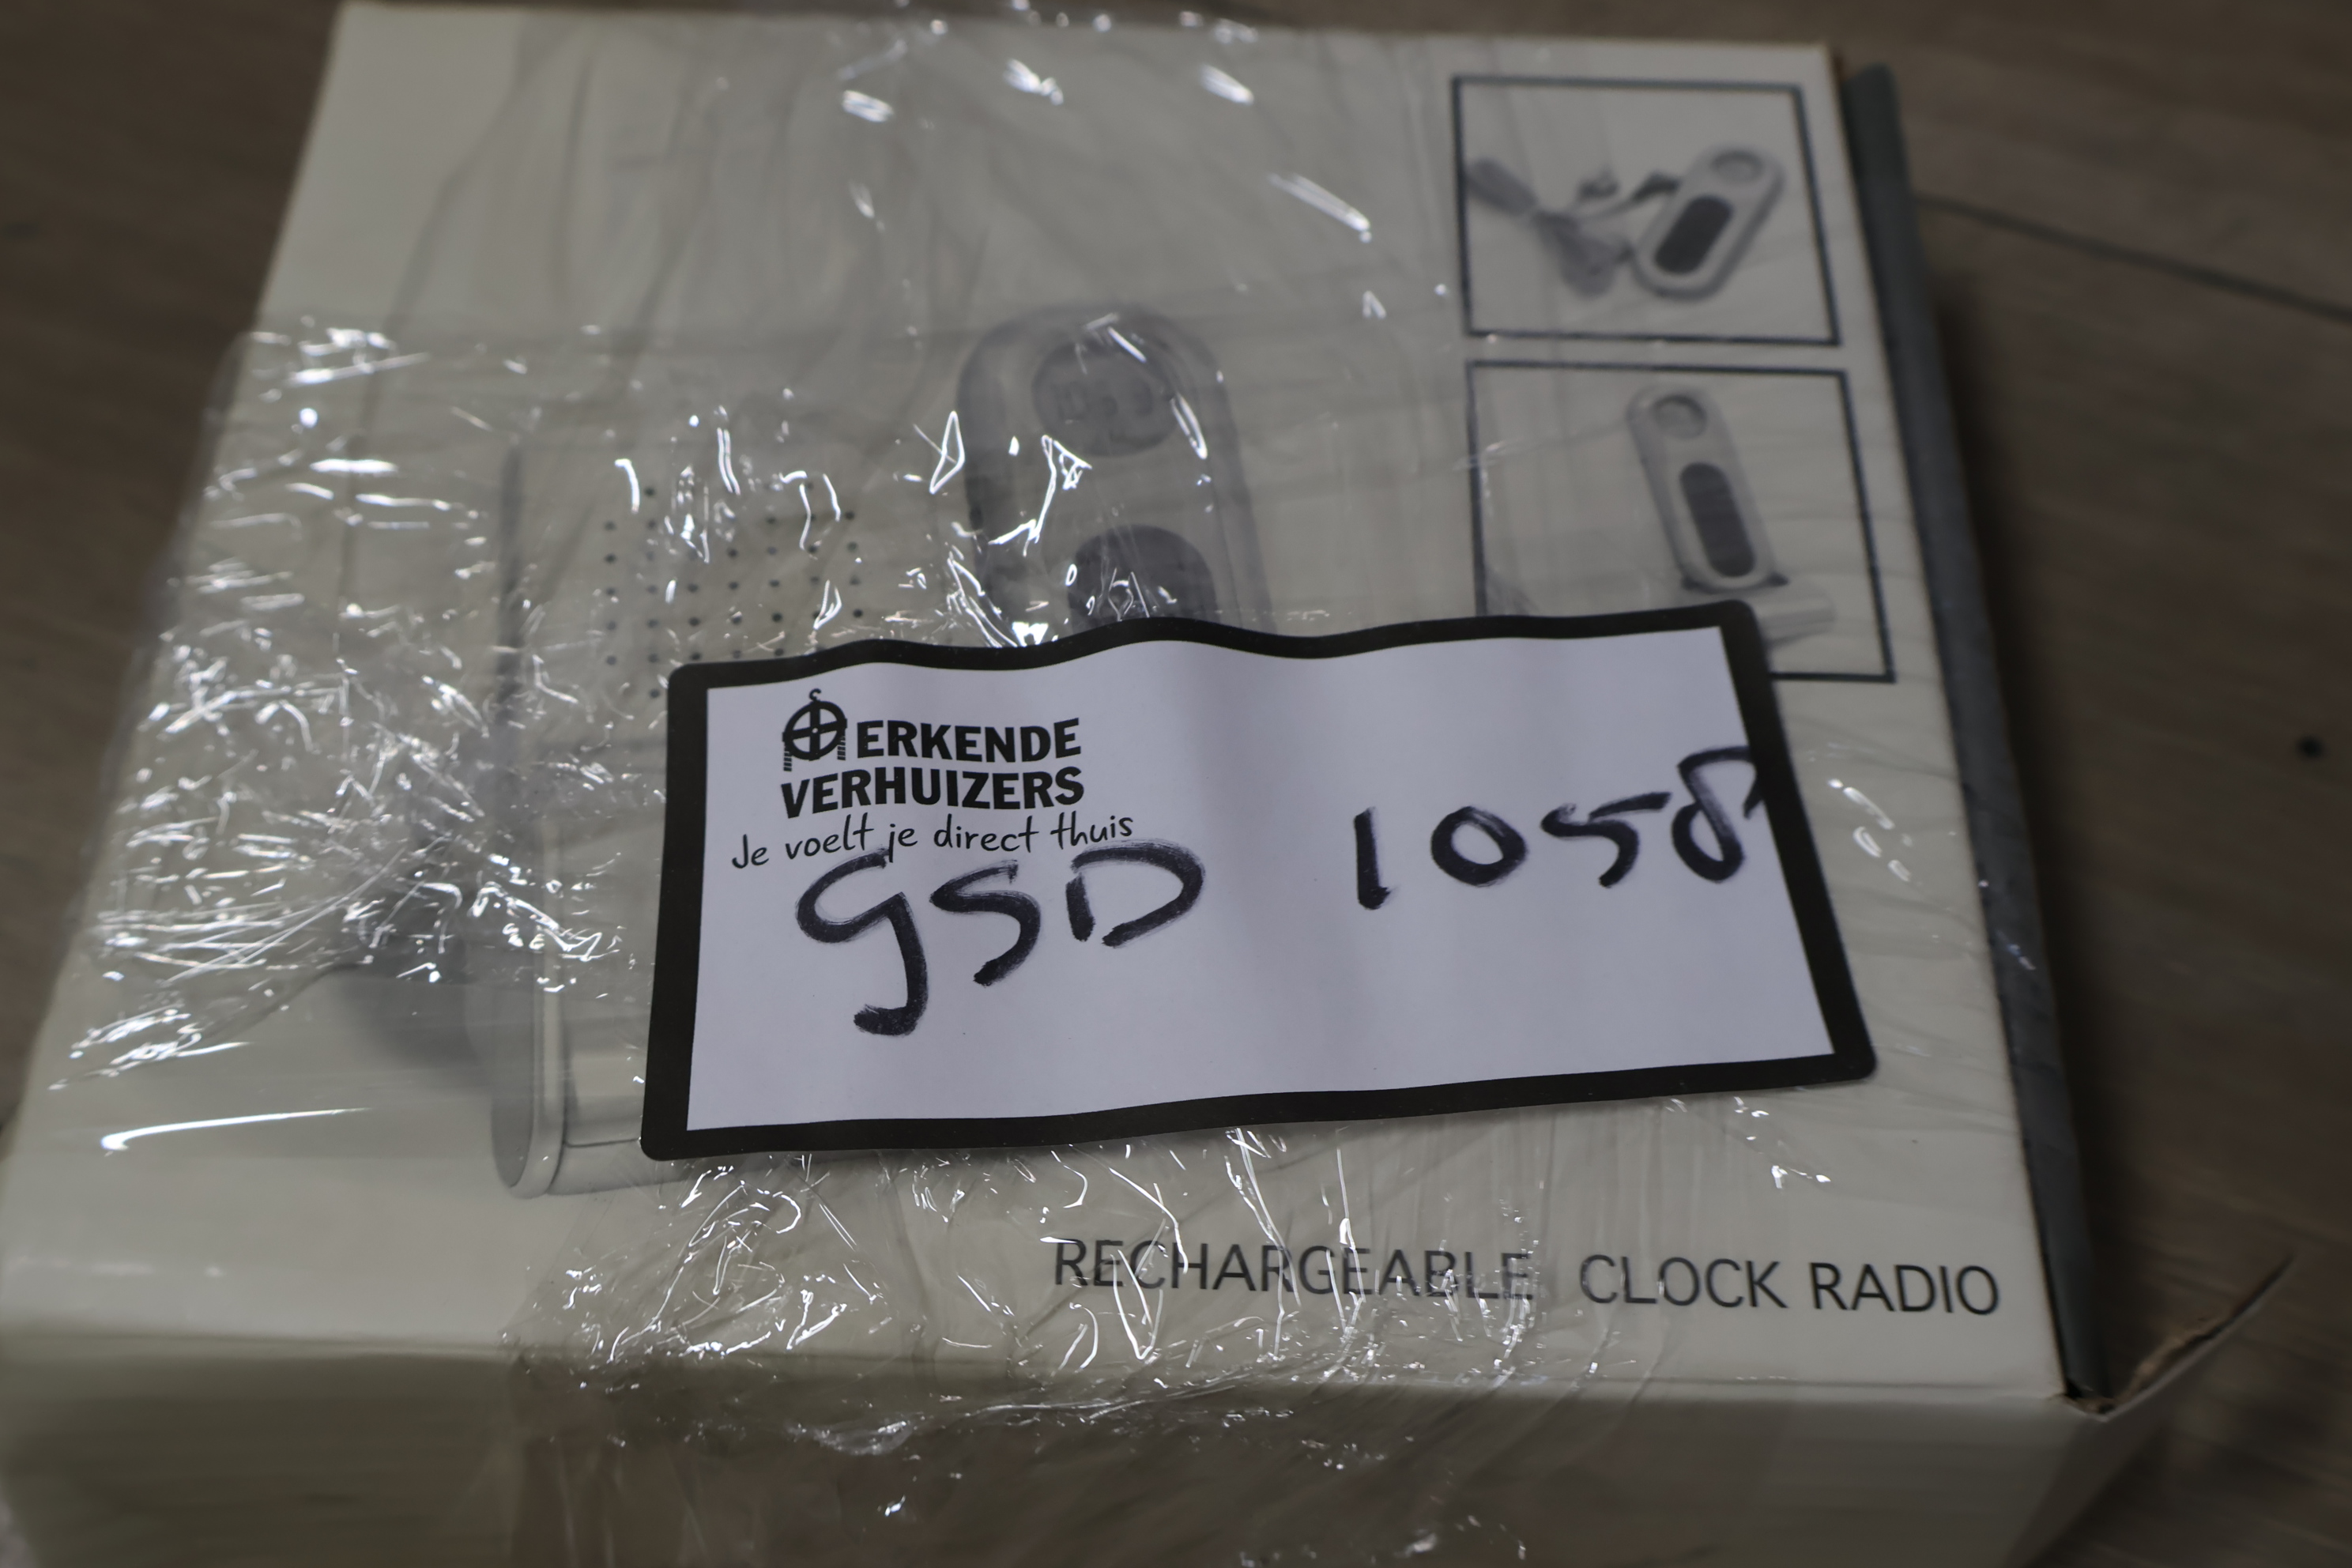 ERKENDE
VERHUIZERS
Je voelt je direct thuis
GSD 1058
RECHARGEABLE CLOCK RADIO